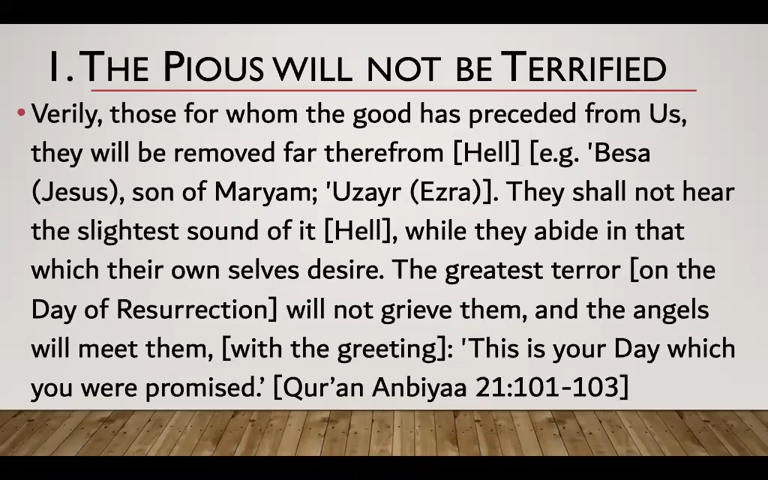 1. THE PIOUS WILL NOT BE TERRIFIED
• Verily, those for whom the good has preceded from Us,
they will be removed far therefrom [Hell] [e.g. 'Besa
(Jesus), son of Maryam; 'Uzayr (Ezra)]. They shall not hear
the slightest sound of it [Hell], while they abide in that
which their own selves desire. The greatest terror [on the
Day of Resurrection] will not grieve them, and the angels
will meet them, [with the greeting]: 'This is your Day which
you were promised.’ [Qur’an Anbiyaa 21:101-103]